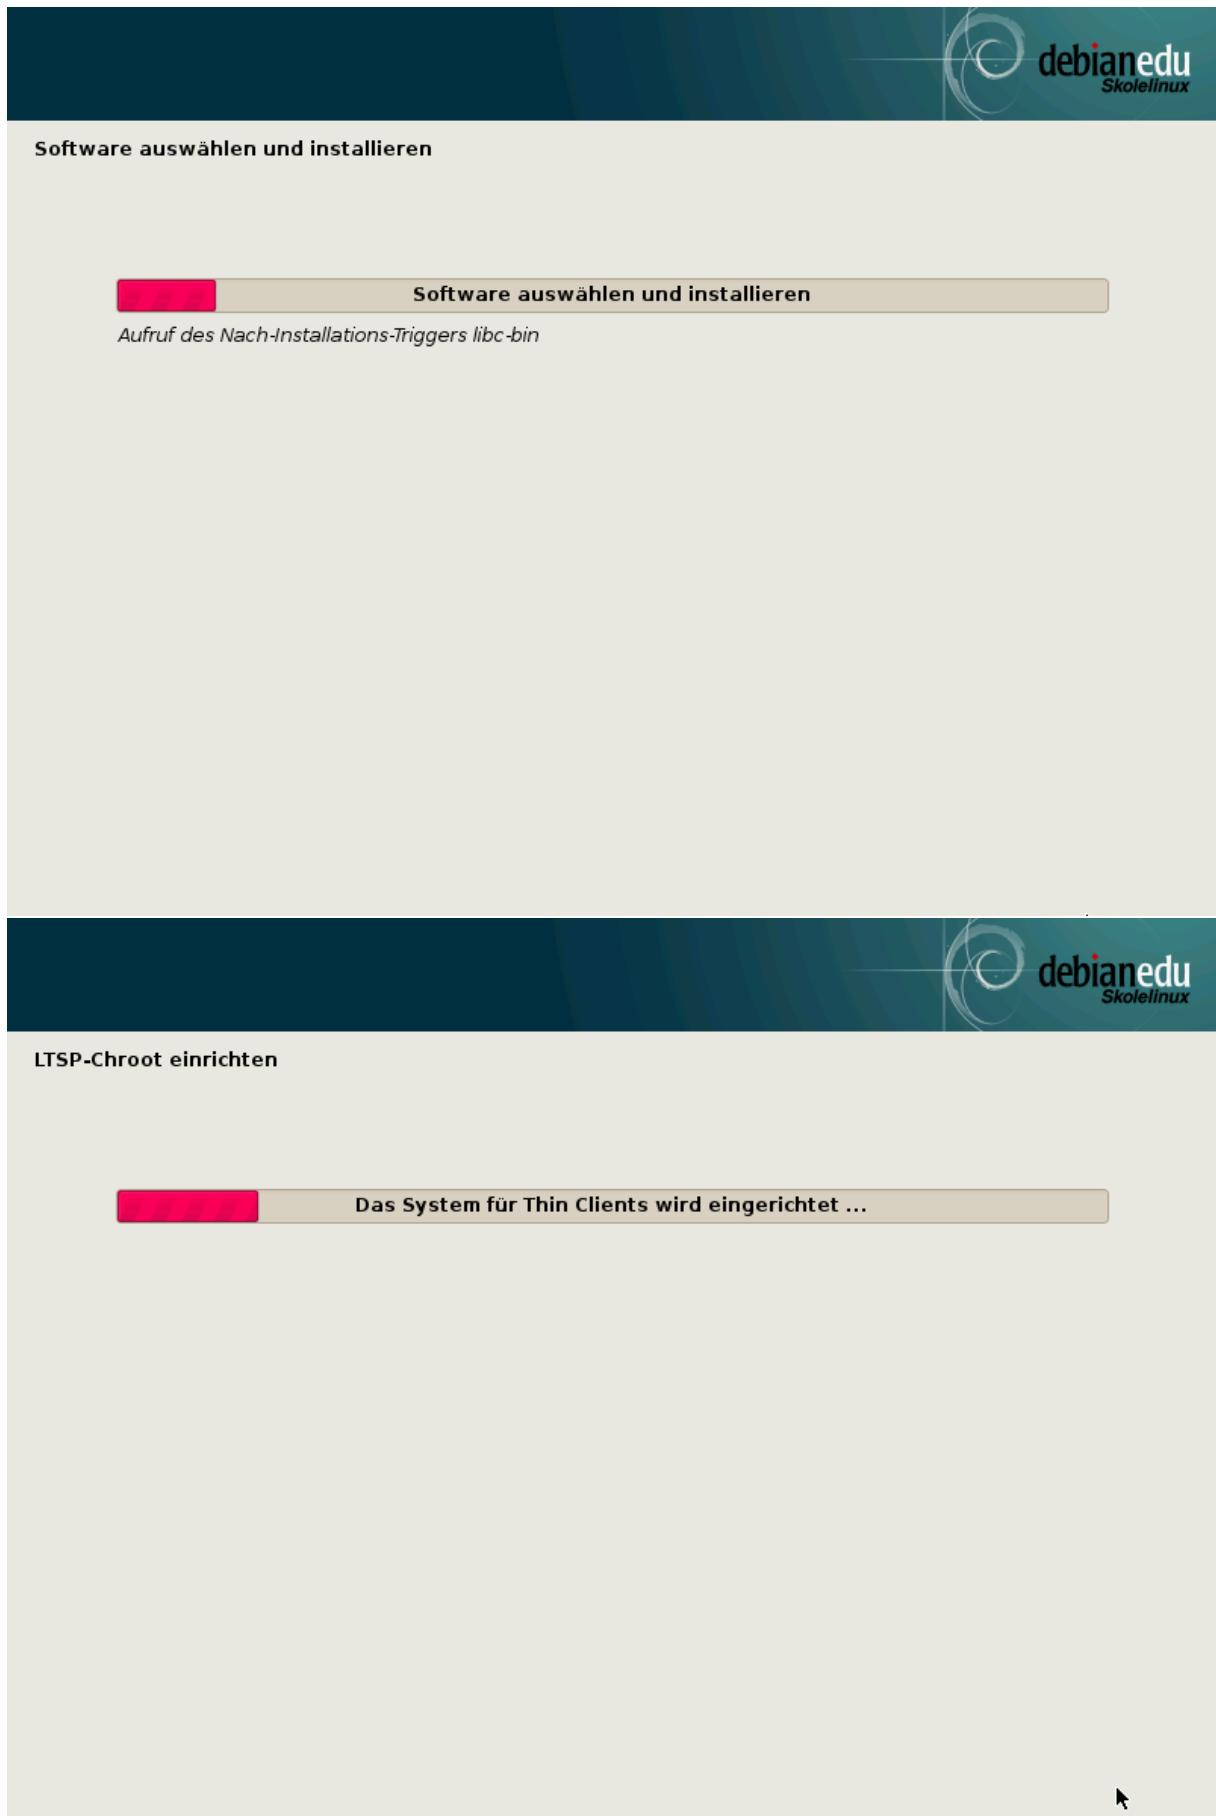 debianedu
Skolelinux
Software auswählen und installieren
Software auswählen und installieren
Aufruf des Nach-Installations-Triggers libc-bin
debianedu
Skolelinux
LTSP-Chroot einrichten
Das System für Thin Clients wird eingerichtet ...